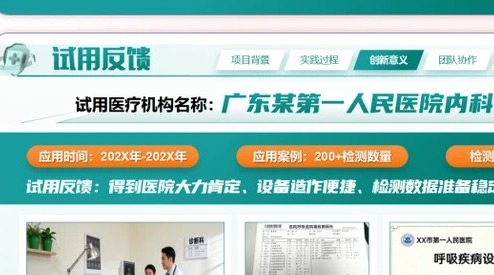 试用反馈
项目背景 实践过程 创新意义 团队协作
试用医疗机构名称：广东某第一人民医院内科
应用时间：202X年-202X年 应用案例：200+检测数量 检测
试用反馈：得到医院大力肯定、设备造作便捷、检测数据准备稳定
诊断科
XX市第一人民医院
呼吸疾病设